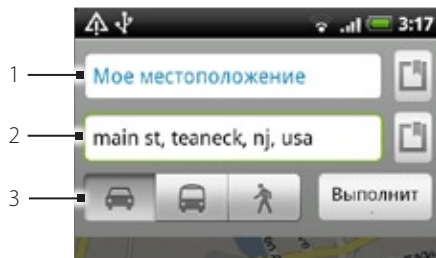 3:17
1 Мое местоположение
2 main st, teaneck, nj, usa
3 Выполнит